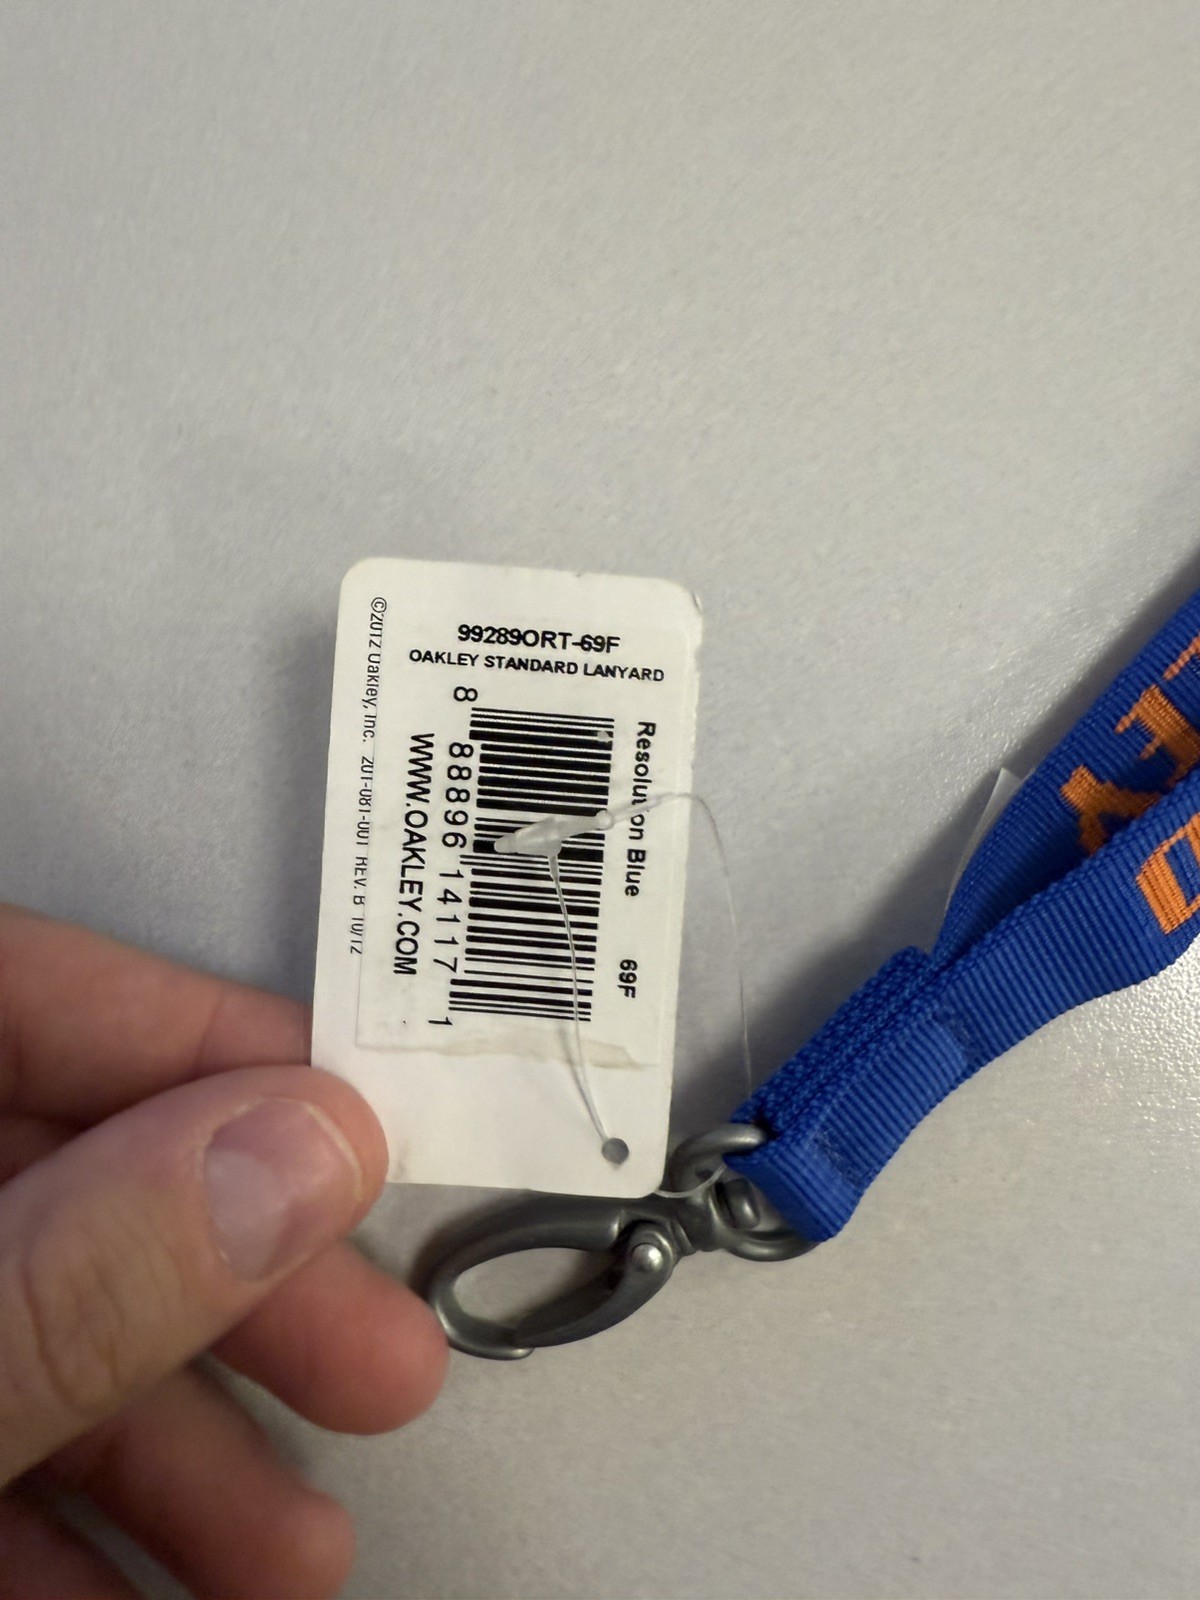 99289ORT-69F
OAKLEY STANDARD LANYARD
Resolution Blue 69F
8 88896 14117 1
WWW.OAKLEY.COM
©2012 Oakley, Inc. 201-081-001 REV. B 10/12